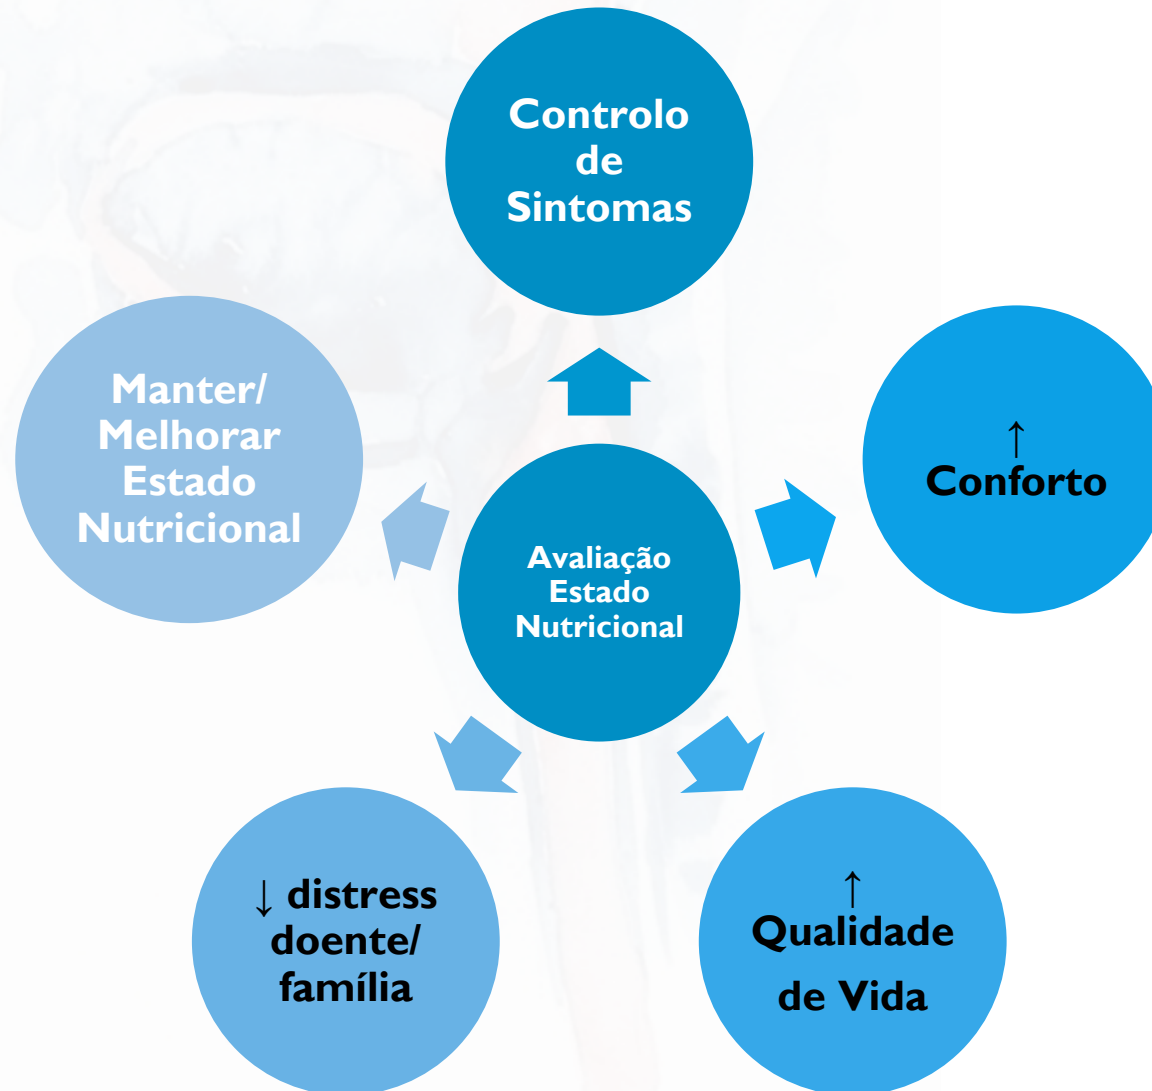 Controlo
de
Sintomas
Manter/
Melhorar
Estado
Nutricional
↑
Conforto
Avaliação
Estado
Nutricional
↓ distress
doente/
família
↑
Qualidade
de Vida